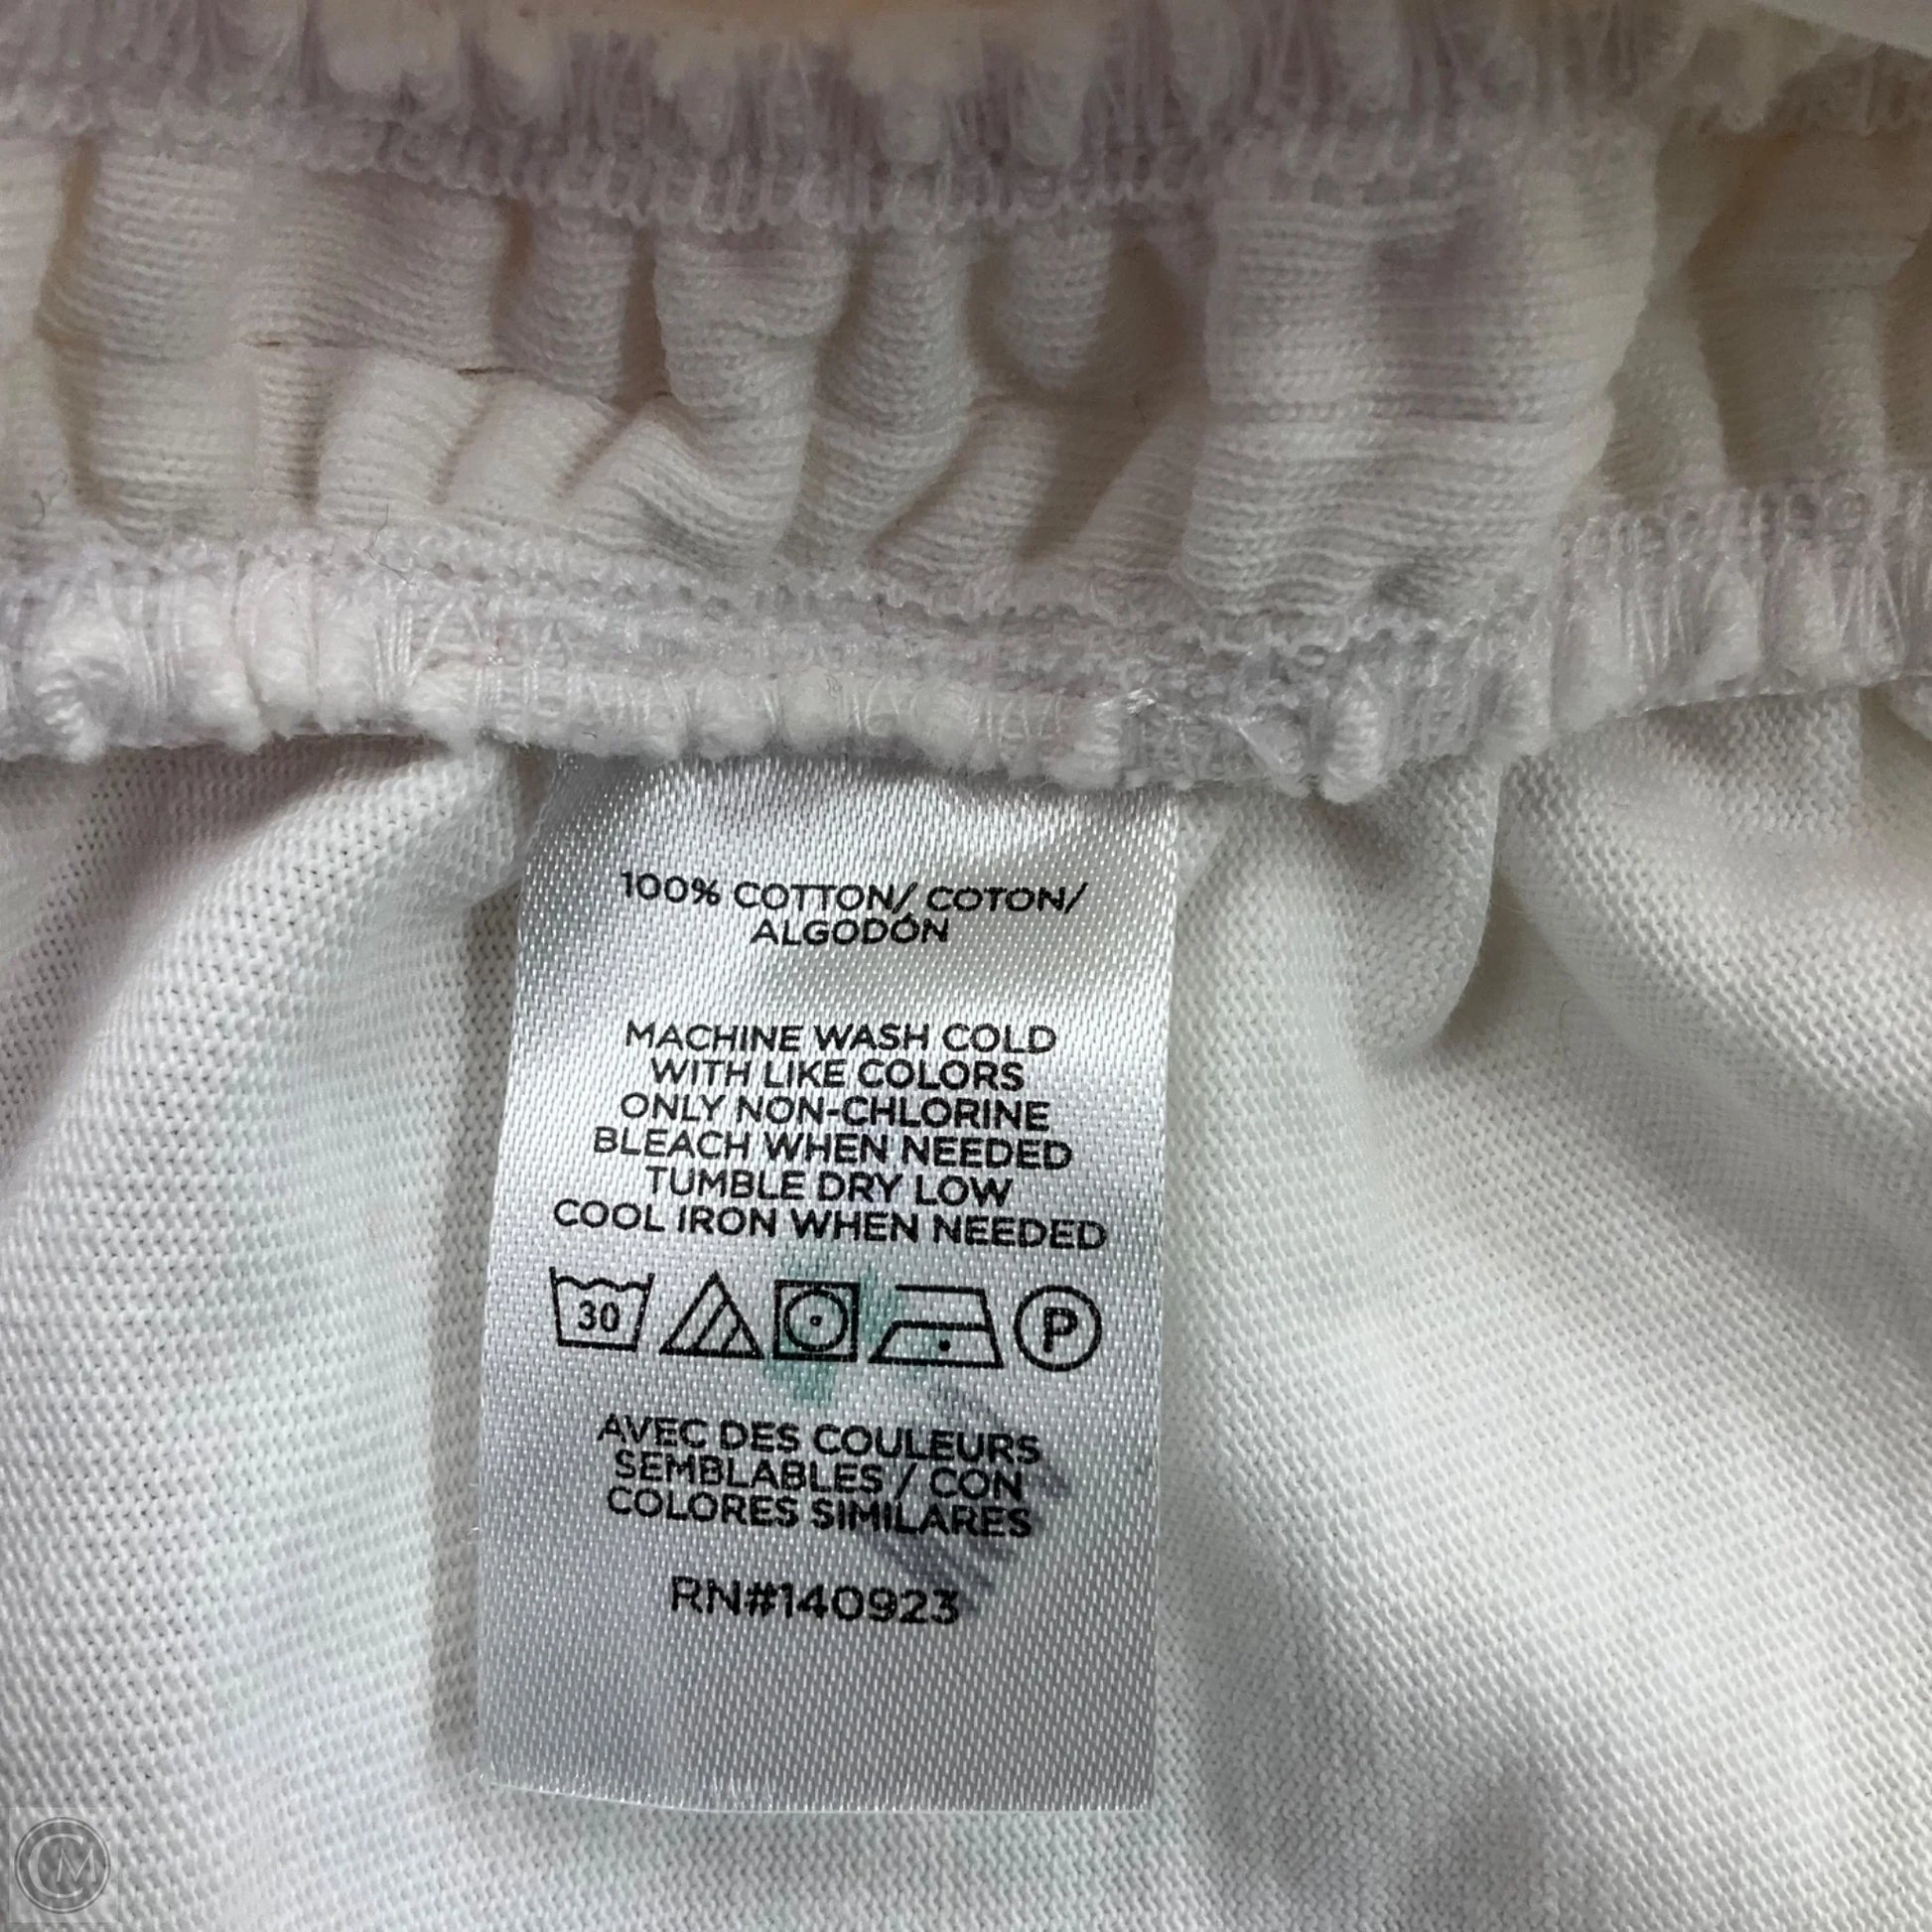 100% COTTON/ COTON/
ALGODÓN
MACHINE WASH COLD
WITH LIKE COLORS
ONLY NON-CHLORINE
BLEACH WHEN NEEDED
TUMBLE DRY LOW
COOL IRON WHEN NEEDED
30 P
AVEC DES COULEURS
SEMBLABLES / CON
COLORES SIMILARES
RN#140923
CM